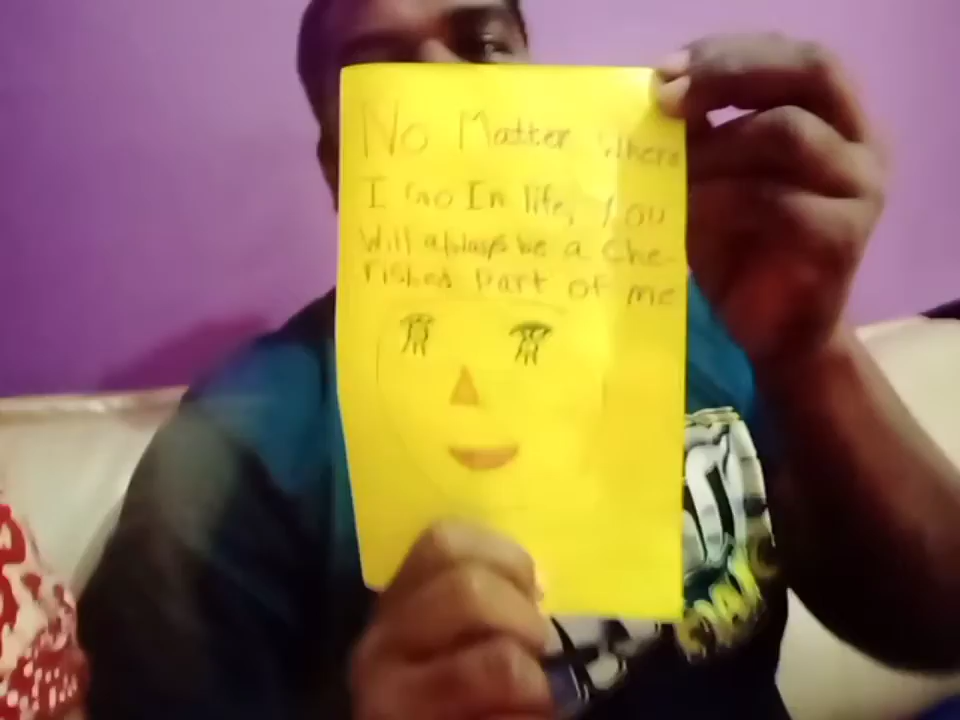 No Matter Where
I Go In life, You
Will always be a Che-
rished Part of me